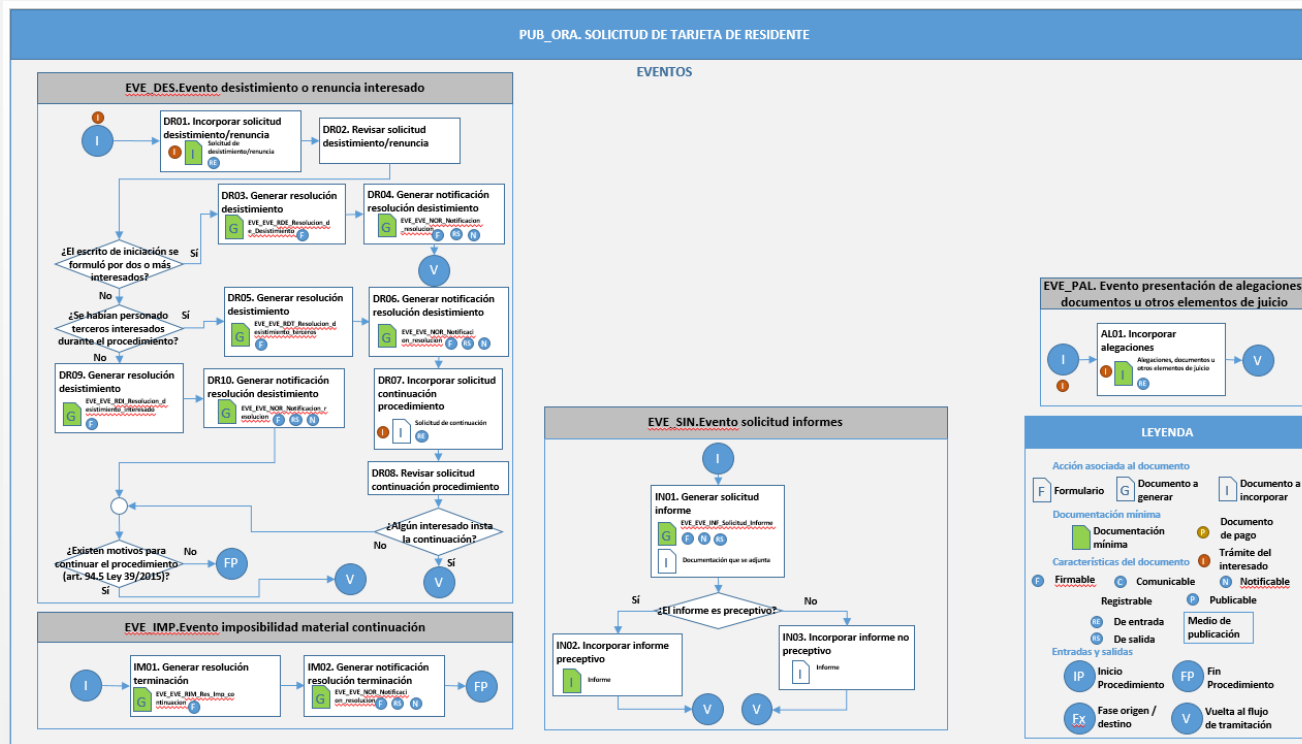 PUB_ORA. SOLICITUD DE TARJETA DE RESIDENTE
EVENTOS
EVE_DES.Evento desistimiento o renuncia interesado
I
I
DR01. Incorporar solicitud
desistimiento/renuncia
I
I
Solicitud de
desistimiento/renuncia
RE
DR02. Revisar solicitud
desistimiento/renuncia
DR03. Generar resolución
desistimiento
G
EVE_EVE_RDE_Resolucion_d
e_Desistimiento
F
DR04. Generar notificación
resolución desistimiento
G
EVE_EVE_NOR_Notificacion
_resolucion
F
RS
N
¿El escrito de iniciación se
formuló por dos o más
interesados?
Sí
No
V
¿Se habían personado
terceros interesados
durante el procedimiento?
Sí
No
DR05. Generar resolución
desistimiento
G
EVE_EVE_RDT_Resolucion_d
esistimiento_terceros
F
DR06. Generar notificación
resolución desistimiento
G
EVE_EVE_NOR_Notificaci
on_resolucion
F
RS
N
DR09. Generar resolución
desistimiento
G
EVE_EVE_RDI_Resolucion_d
esistimiento_interesado
F
DR10. Generar notificación
resolución desistimiento
G
EVE_EVE_NOR_Notificacion_r
esolucion
F
RS
N
DR07. Incorporar solicitud
continuación
procedimiento
I
I
Solicitud de continuación
RE
DR08. Revisar solicitud
continuación procedimiento
¿Algún interesado insta
la continuación?
No
Sí
V
¿Existen motivos para
continuar el procedimiento
(art. 94.5 Ley 39/2015)?
No
FP
Sí
V
EVE_IMP.Evento imposibilidad material continuación
I
IM01. Generar resolución
terminación
G
EVE_EVE_RIM_Res_Imp_co
ntinuacion
F
IM02. Generar notificación
resolución terminación
G
EVE_EVE_NOR_Notificaci
on_resolucion
F
RS
N
FP
EVE_SIN.Evento solicitud informes
I
IN01. Generar solicitud
informe
G
EVE_EVE_INF_Solicitud_Informe
F
N
RS
I
Documentación que se adjunta
¿El informe es preceptivo?
Sí
No
IN02. Incorporar informe
preceptivo
I
Informe
IN03. Incorporar informe no
preceptivo
I
Informe
V
V
EVE_PAL. Evento presentación de alegaciones
documentos u otros elementos de juicio
I
I
AL01. Incorporar
alegaciones
I
I
Alegaciones, documentos u
otros elementos de juicio
RE
V
LEYENDA
Acción asociada al documento
F
Formulario
G
Documento a
generar
I
Documento a
incorporar
Documentación mínima
Documentación
mínima
P
Documento
de pago
Características del documento
I
Trámite del
interesado
F
Firmable
C
Comunicable
N
Notificable
Registrable
P
Publicable
RE
De entrada
RS
De salida
Medio de
publicación
Entradas y salidas
IP
Inicio
Procedimiento
FP
Fin
Procedimiento
Fx
Fase origen /
destino
V
Vuelta al flujo
de tramitación